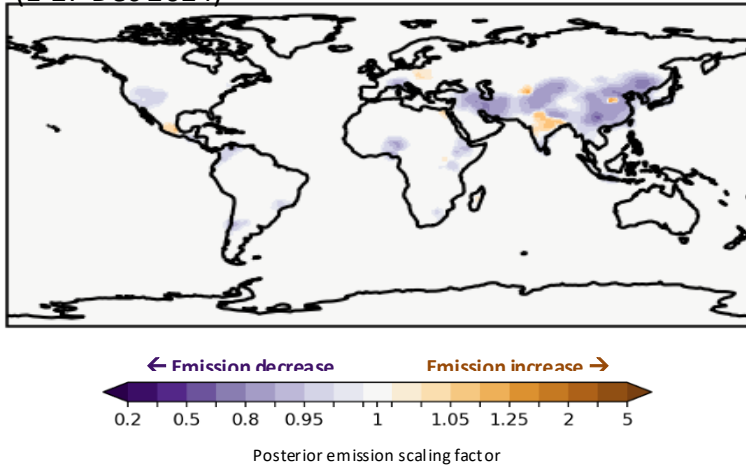 ← Emission decrease Emission increase →
0.2 0.5 0.8 0.95 1 1.05 1.25 2 5
Posterior emission scaling factor